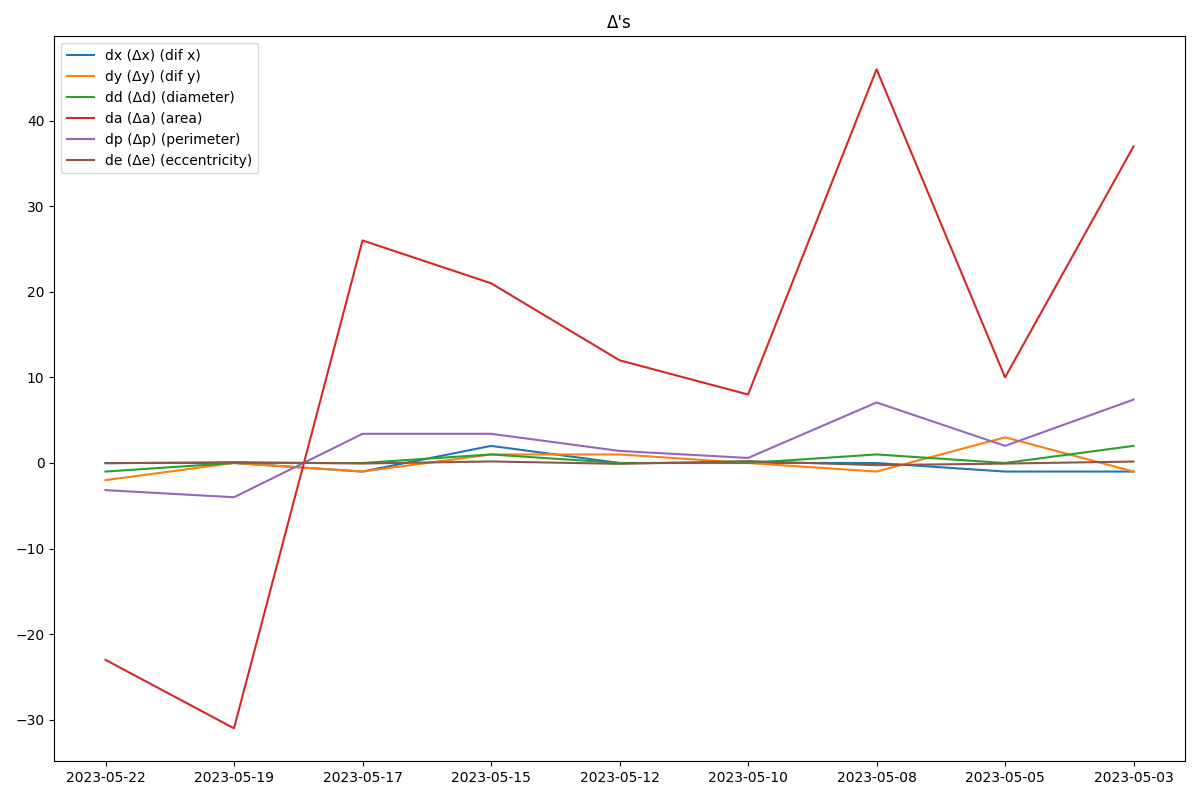 Δ's
dx (Δx) (dif x)
dy (Δy) (dif y)
dd (Δd) (diameter)
da (Δa) (area)
dp (Δp) (perimeter)
de (Δe) (eccentricity)
40
30
20
10
0
−10
−20
−30
2023-05-22 2023-05-19 2023-05-17 2023-05-15 2023-05-12 2023-05-10 2023-05-08 2023-05-05 2023-05-03